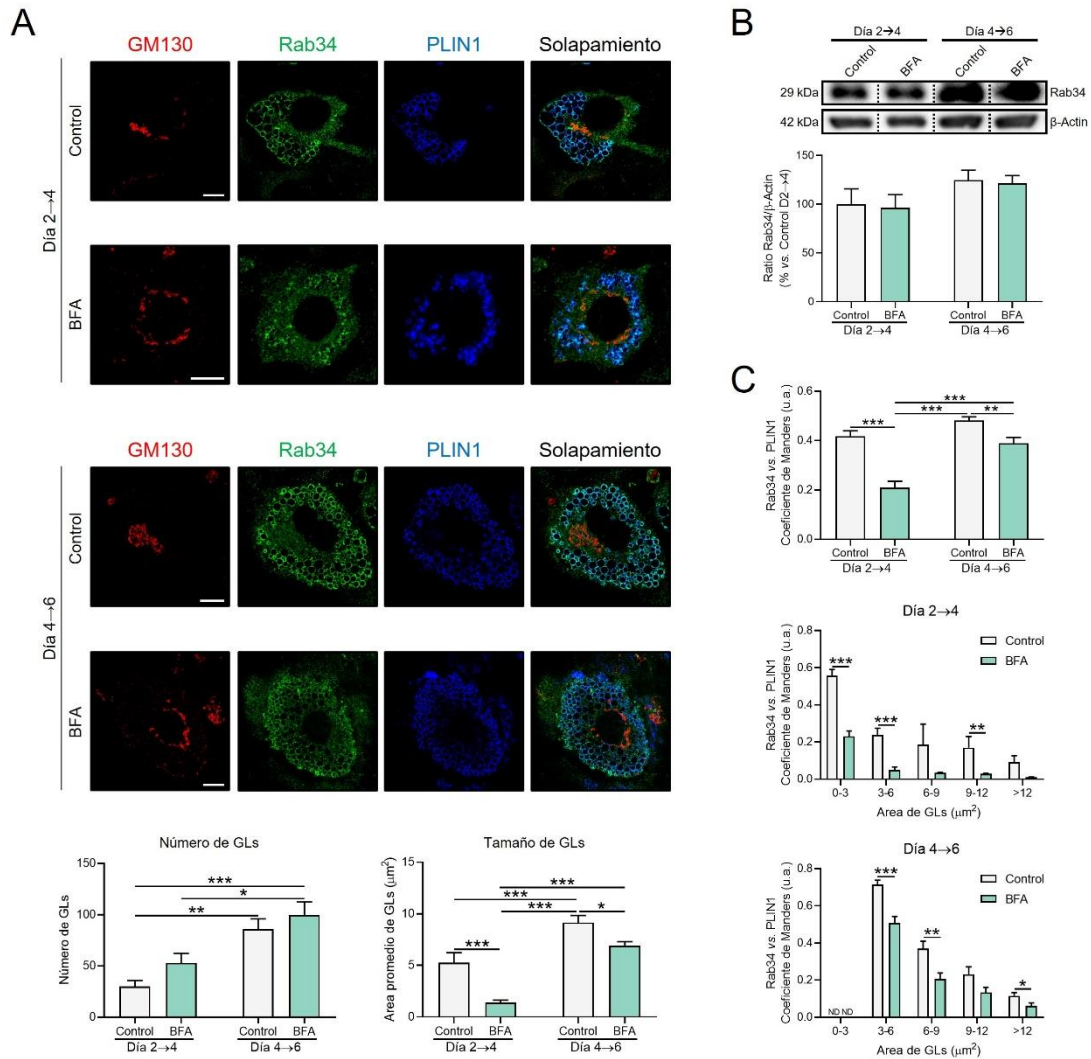 A
GM130 Rab34 PLIN1 Solapamiento
Día 2→4
Control
BFA
GM130 Rab34 PLIN1 Solapamiento
Día 4→6
Control
BFA
Número de GLs
Número de GLs
150
100
50
0
***
*
**
Control BFA Control BFA
Día 2→4 Día 4→6
Tamaño de GLs
Area promedio de GLs (μm²)
15
10
5
0
***
***
***
*
***
Control BFA Control BFA
Día 2→4 Día 4→6
B
Día 2→4 Día 4→6
Control BFA Control BFA
29 kDa Rab34
42 kDa β-Actin
Ratio Rab34/β-Actin
(% vs. Control D2→4)
150
100
50
0
Control BFA Control BFA
Día 2→4 Día 4→6
C
Rab34 vs. PLIN1
Coeficiente de Manders (u.a.)
0.6
0.4
0.2
0.0
***
*** *** **
Control BFA Control BFA
Día 2→4 Día 4→6
Día 2→4
Rab34 vs. PLIN1
Coeficiente de Manders (u.a.)
0.8
0.6
0.4
0.2
0.0
Control
BFA
***
***
**
0-3 3-6 6-9 9-12 >12
Area de GLs (μm²)
Día 4→6
Rab34 vs. PLIN1
Coeficiente de Manders (u.a.)
0.8
0.6
0.4
0.2
0.0
Control
BFA
***
**
*
ND ND
0-3 3-6 6-9 9-12 >12
Area de GLs (μm²)